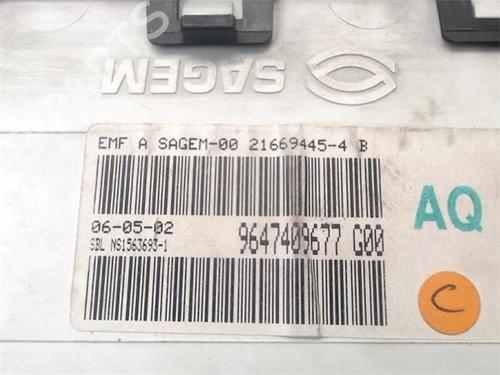 SAGEM
EMF A SAGEM-00 21669445-4 B
06-05-02
SBL NS1563693-1
9647409677 G00
AQ
C